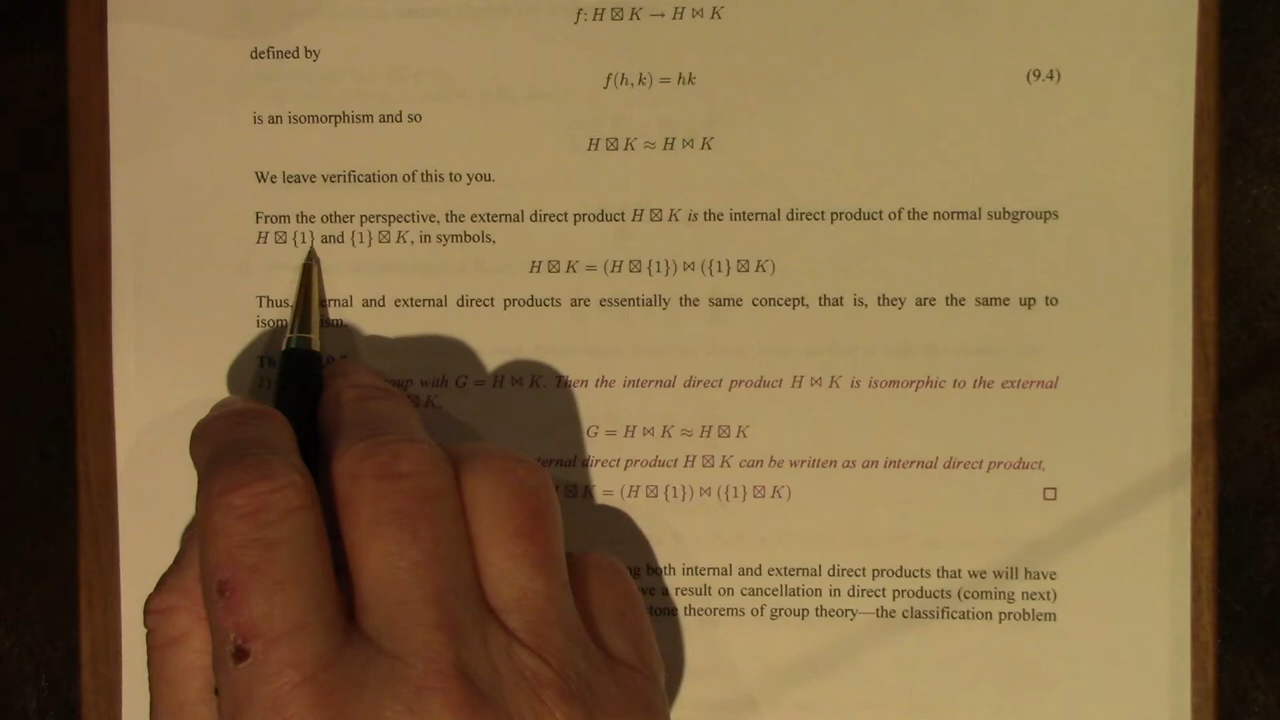 f: H ⊠ K → H ⋈ K
defined by
f(h, k) = hk (9.4)
is an isomorphism and so
H ⊠ K ≈ H ⋈ K
We leave verification of this to you.
From the other perspective, the external direct product H ⊠ K is the internal direct product of the normal subgroups
H ⊠ {1} and {1} ⊠ K, in symbols,
H ⊠ K = (H ⊠ {1}) ⋈ ({1} ⊠ K)
Thus, and external direct products are essentially the same concept, that is, they are the same up to
with G = H ⋈ K. Then the internal direct product H ⋈ K is isomorphic to the external
K.
G = H ⋈ K ≈ H ⊠ K
direct product H ⊠ K can be written as an internal direct product,
⊠ K = (H ⊠ {1}) ⋈ ({1} ⊠ K) □
both internal and external direct products that we will have
a result on cancellation in direct products (coming next)
theorems of group theory—the classification problem